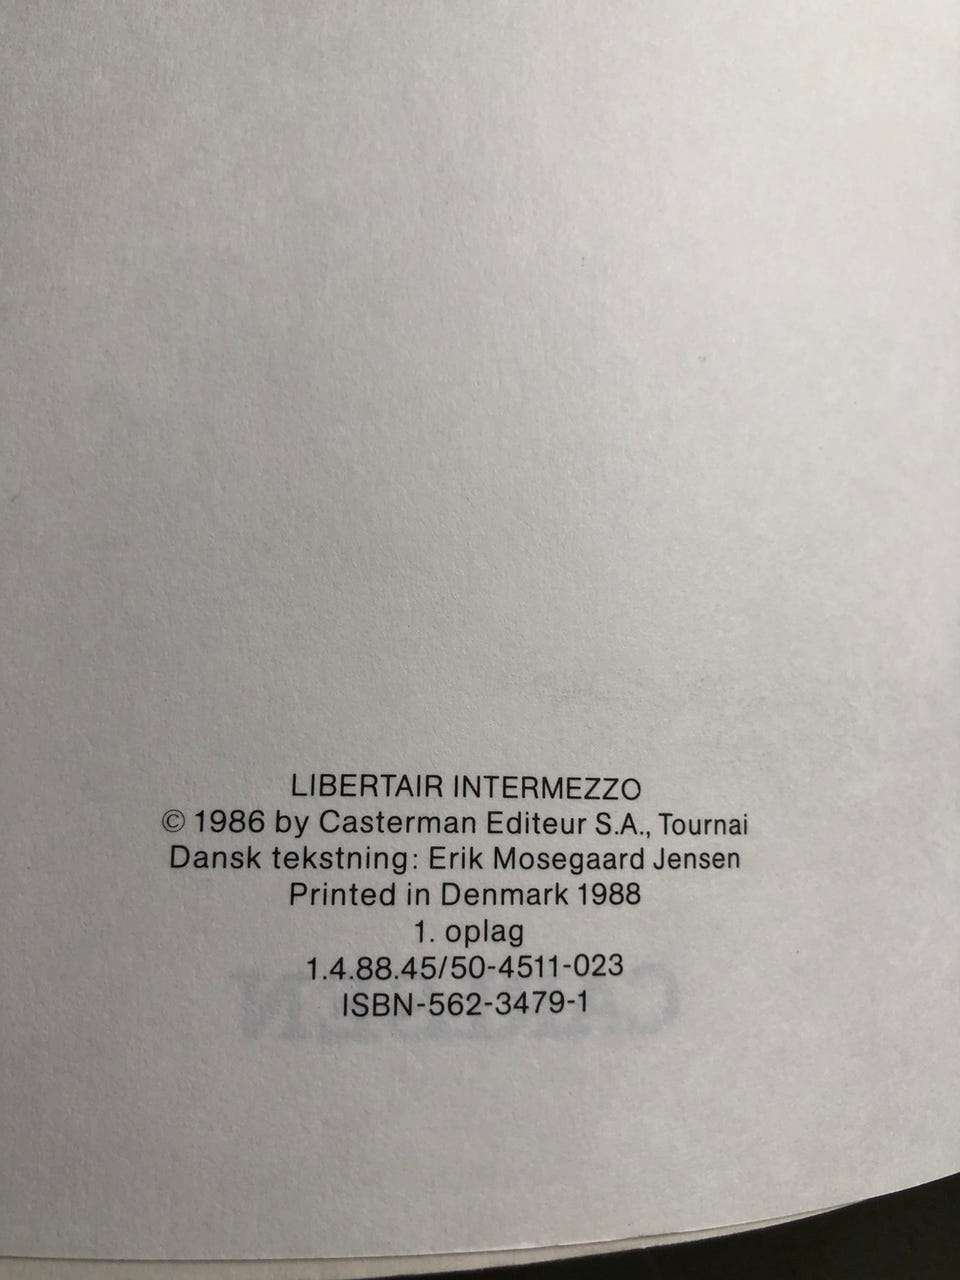 LIBERTAIR INTERMEZZO
© 1986 by Casterman Editeur S.A., Tournai
Dansk tekstning: Erik Mosegaard Jensen
Printed in Denmark 1988
1. oplag
1.4.88.45/50-4511-023
ISBN-562-3479-1